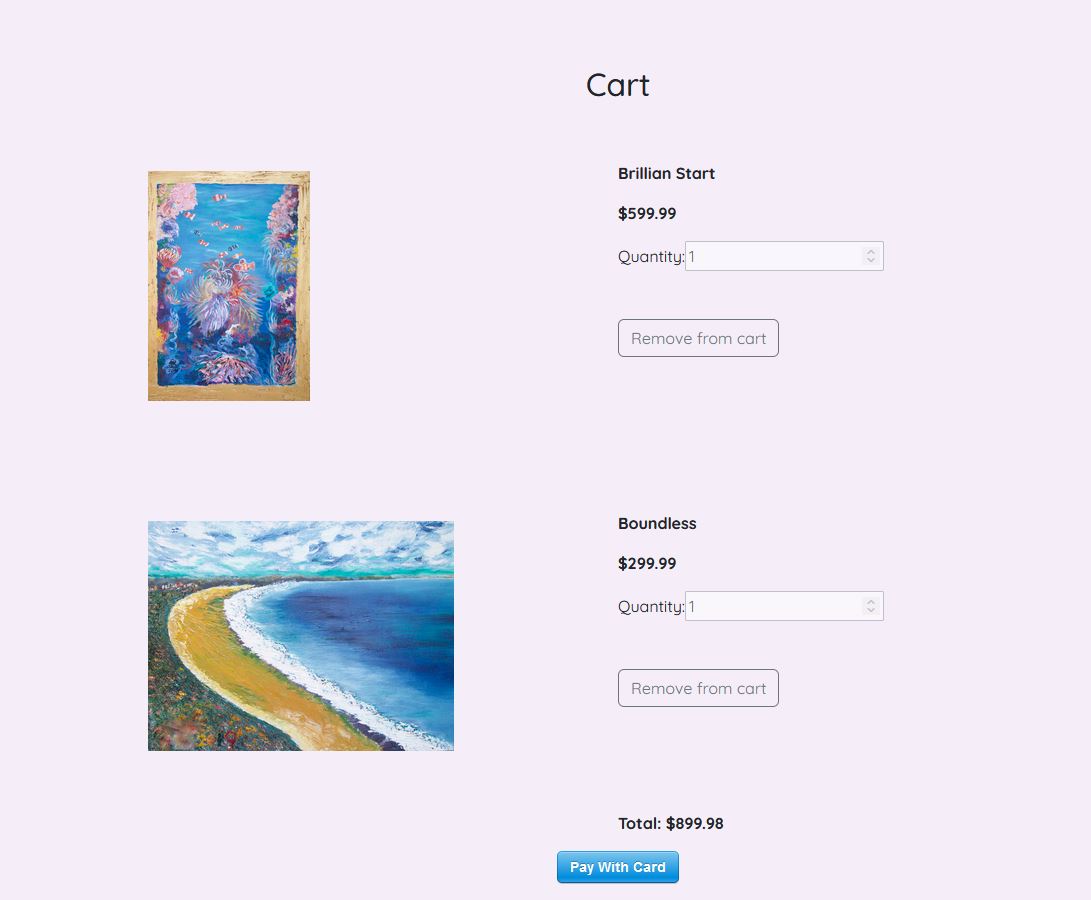 Cart
Brillian Start
$599.99
Quantity: 1
Remove from cart
Boundless
$299.99
Quantity: 1
Remove from cart
Total: $899.98
Pay With Card